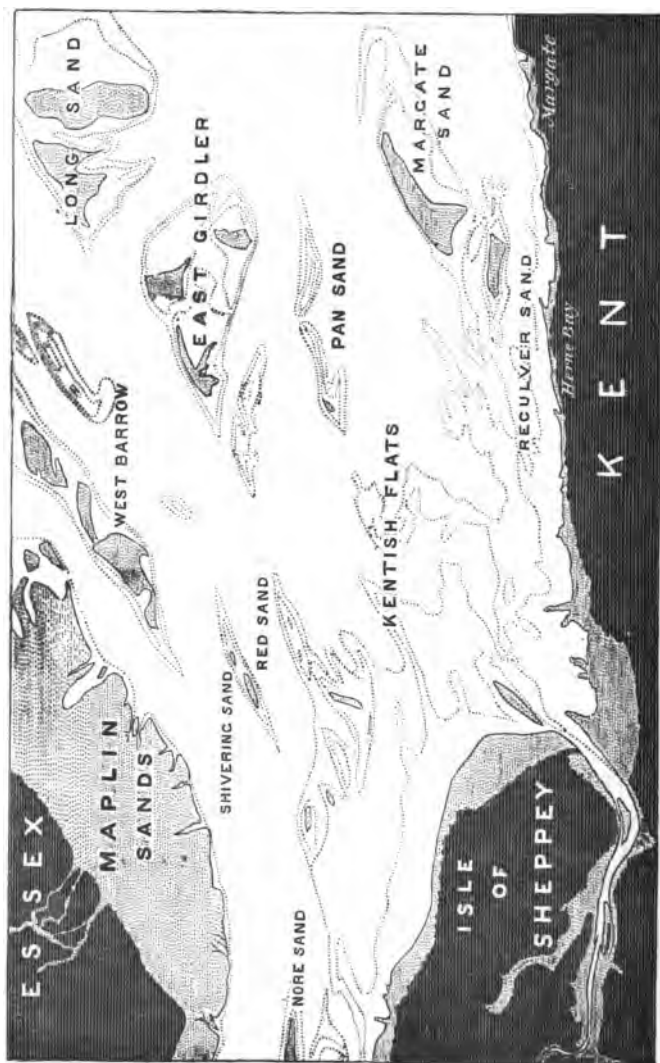 ESSEX
MAPLIN
SANDS
WEST BARROW
LONG SAND
EAST GIRDLER
SHIVERING SAND
RED SAND
NORE SAND
PAN SAND
KENTISH FLATS
MARGATE
SAND
RECULVER SAND
ISLE
OF
SHEPPEY
Herne Bay
Margate
KENT